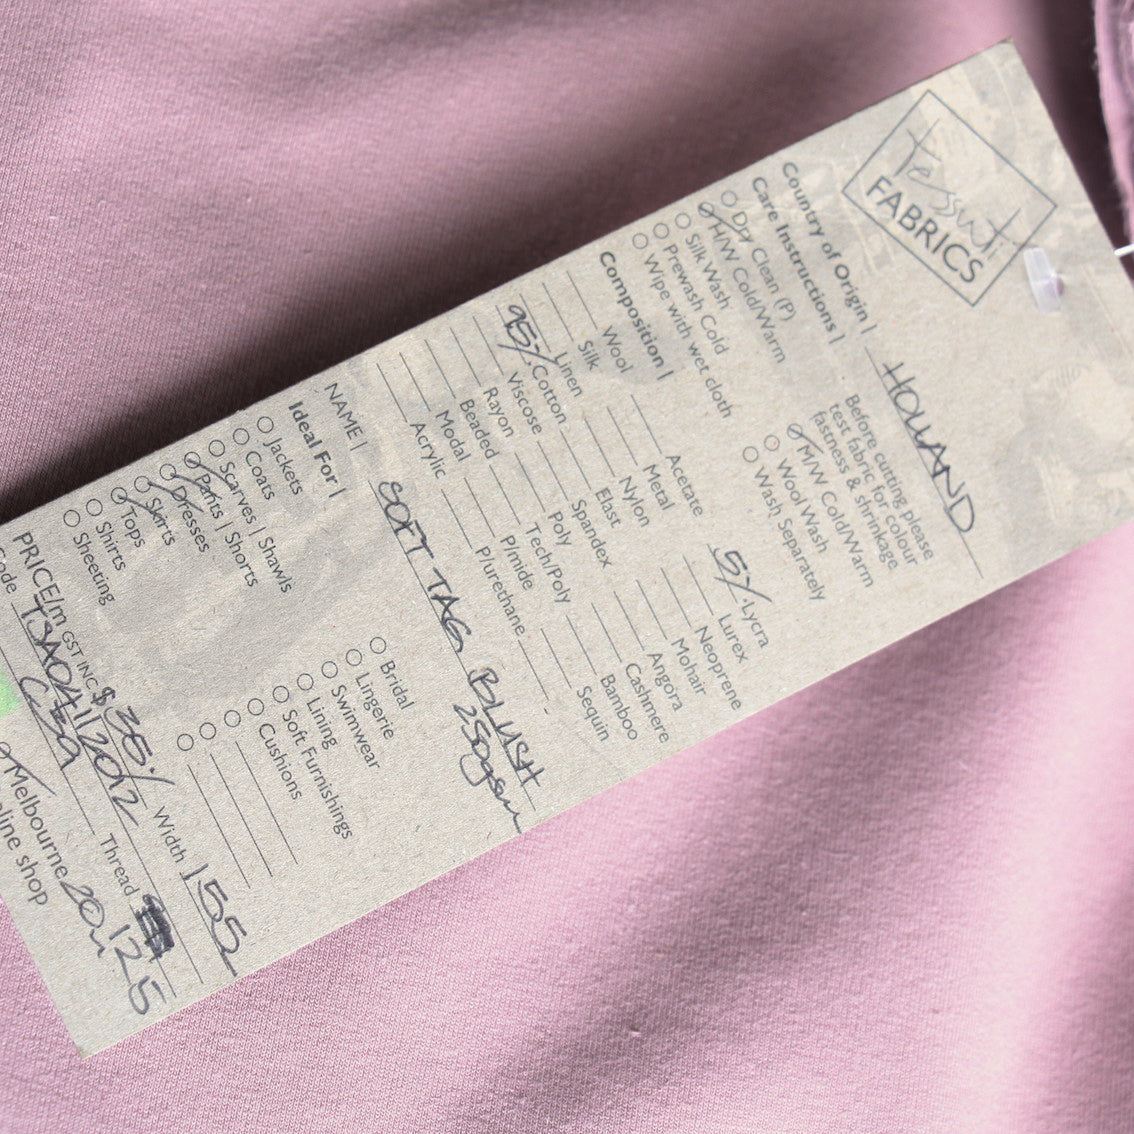 Tessuti
FABRICS
Country of Origin | HOLLAND
Care Instructions |
Dry Clean (P)
H/W Cold/Warm
Silk Wash
Prewash Cold
Wipe with wet cloth
Before cutting please
test fabric for colour
fastness & shrinkage
M/W Cold/Warm
Wool Wash
Wash Separately
Composition |
Wool
Silk
Linen
95% Cotton
Viscose
Rayon
Beaded
Modal
Acrylic
Acetate
Metal
Nylon
Elast
Spandex
Poly
Tech/Poly
P/mide
P/urethane
5% Lycra
Lurex
Neoprene
Mohair
Angora
Cashmere
Bamboo
Sequin
NAME | SOFT TAG BLUSH
250gsm
Ideal For |
Jackets
Coats
Scarves | Shawls
Pants | Shorts
Dresses
Skirts
Tops
Shirts
Sheeting
Bridal
Lingerie
Swimwear
Lining
Soft Furnishings
Cushions
PRICE/m GST INC $ 38% Width 155
Code Thread 125
Melbourne 20m
line shop